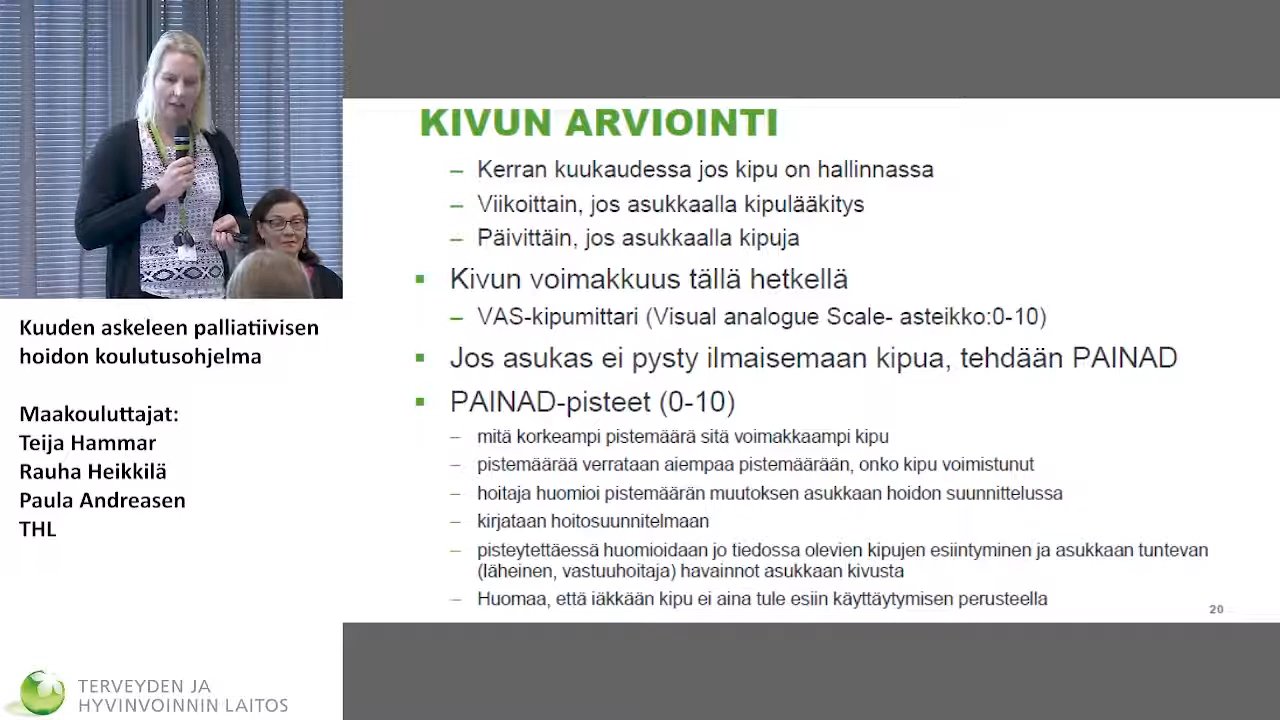 KIVUN ARVIOINTI
– Kerran kuukaudessa jos kipu on hallinnassa
– Viikoittain, jos asukkaalla kipulääkitys
– Päivittäin, jos asukkaalla kipuja
▪ Kivun voimakkuus tällä hetkellä
– VAS-kipumittari (Visual analogue Scale- asteikko:0-10)
▪ Jos asukas ei pysty ilmaisemaan kipua, tehdään PAINAD
▪ PAINAD-pisteet (0-10)
– mitä korkeampi pistemäärä sitä voimakkaampi kipu
– pistemäärää verrataan aiempaa pistemäärään, onko kipu voimistunut
– hoitaja huomioi pistemäärän muutoksen asukkaan hoidon suunnittelussa
– kirjataan hoitosuunnitelmaan
– pisteytettäessä huomioidaan jo tiedossa olevien kipujen esiintyminen ja asukkaan tuntevan
(läheinen, vastuuhoitaja) havainnot asukkaan kivusta
– Huomaa, että iäkkään kipu ei aina tule esiin käyttäytymisen perusteella
20
Kuuden askeleen palliatiivisen
hoidon koulutusohjelma
Maakouluttajat:
Teija Hammar
Rauha Heikkilä
Paula Andreasen
THL
TERVEYDEN JA
HYVINVOINNIN LAITOS